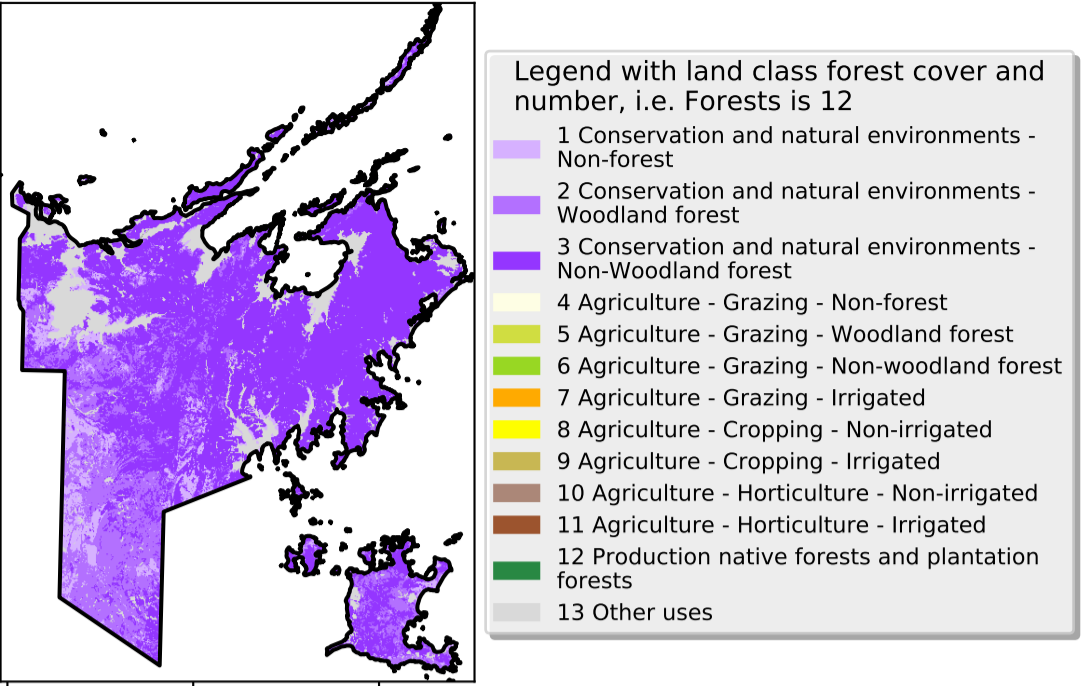 Legend with land class forest cover and
number, i.e. Forests is 12
1 Conservation and natural environments -
Non-forest
2 Conservation and natural environments -
Woodland forest
3 Conservation and natural environments -
Non-Woodland forest
4 Agriculture - Grazing - Non-forest
5 Agriculture - Grazing - Woodland forest
6 Agriculture - Grazing - Non-woodland forest
7 Agriculture - Grazing - Irrigated
8 Agriculture - Cropping - Non-irrigated
9 Agriculture - Cropping - Irrigated
10 Agriculture - Horticulture - Non-irrigated
11 Agriculture - Horticulture - Irrigated
12 Production native forests and plantation
forests
13 Other uses